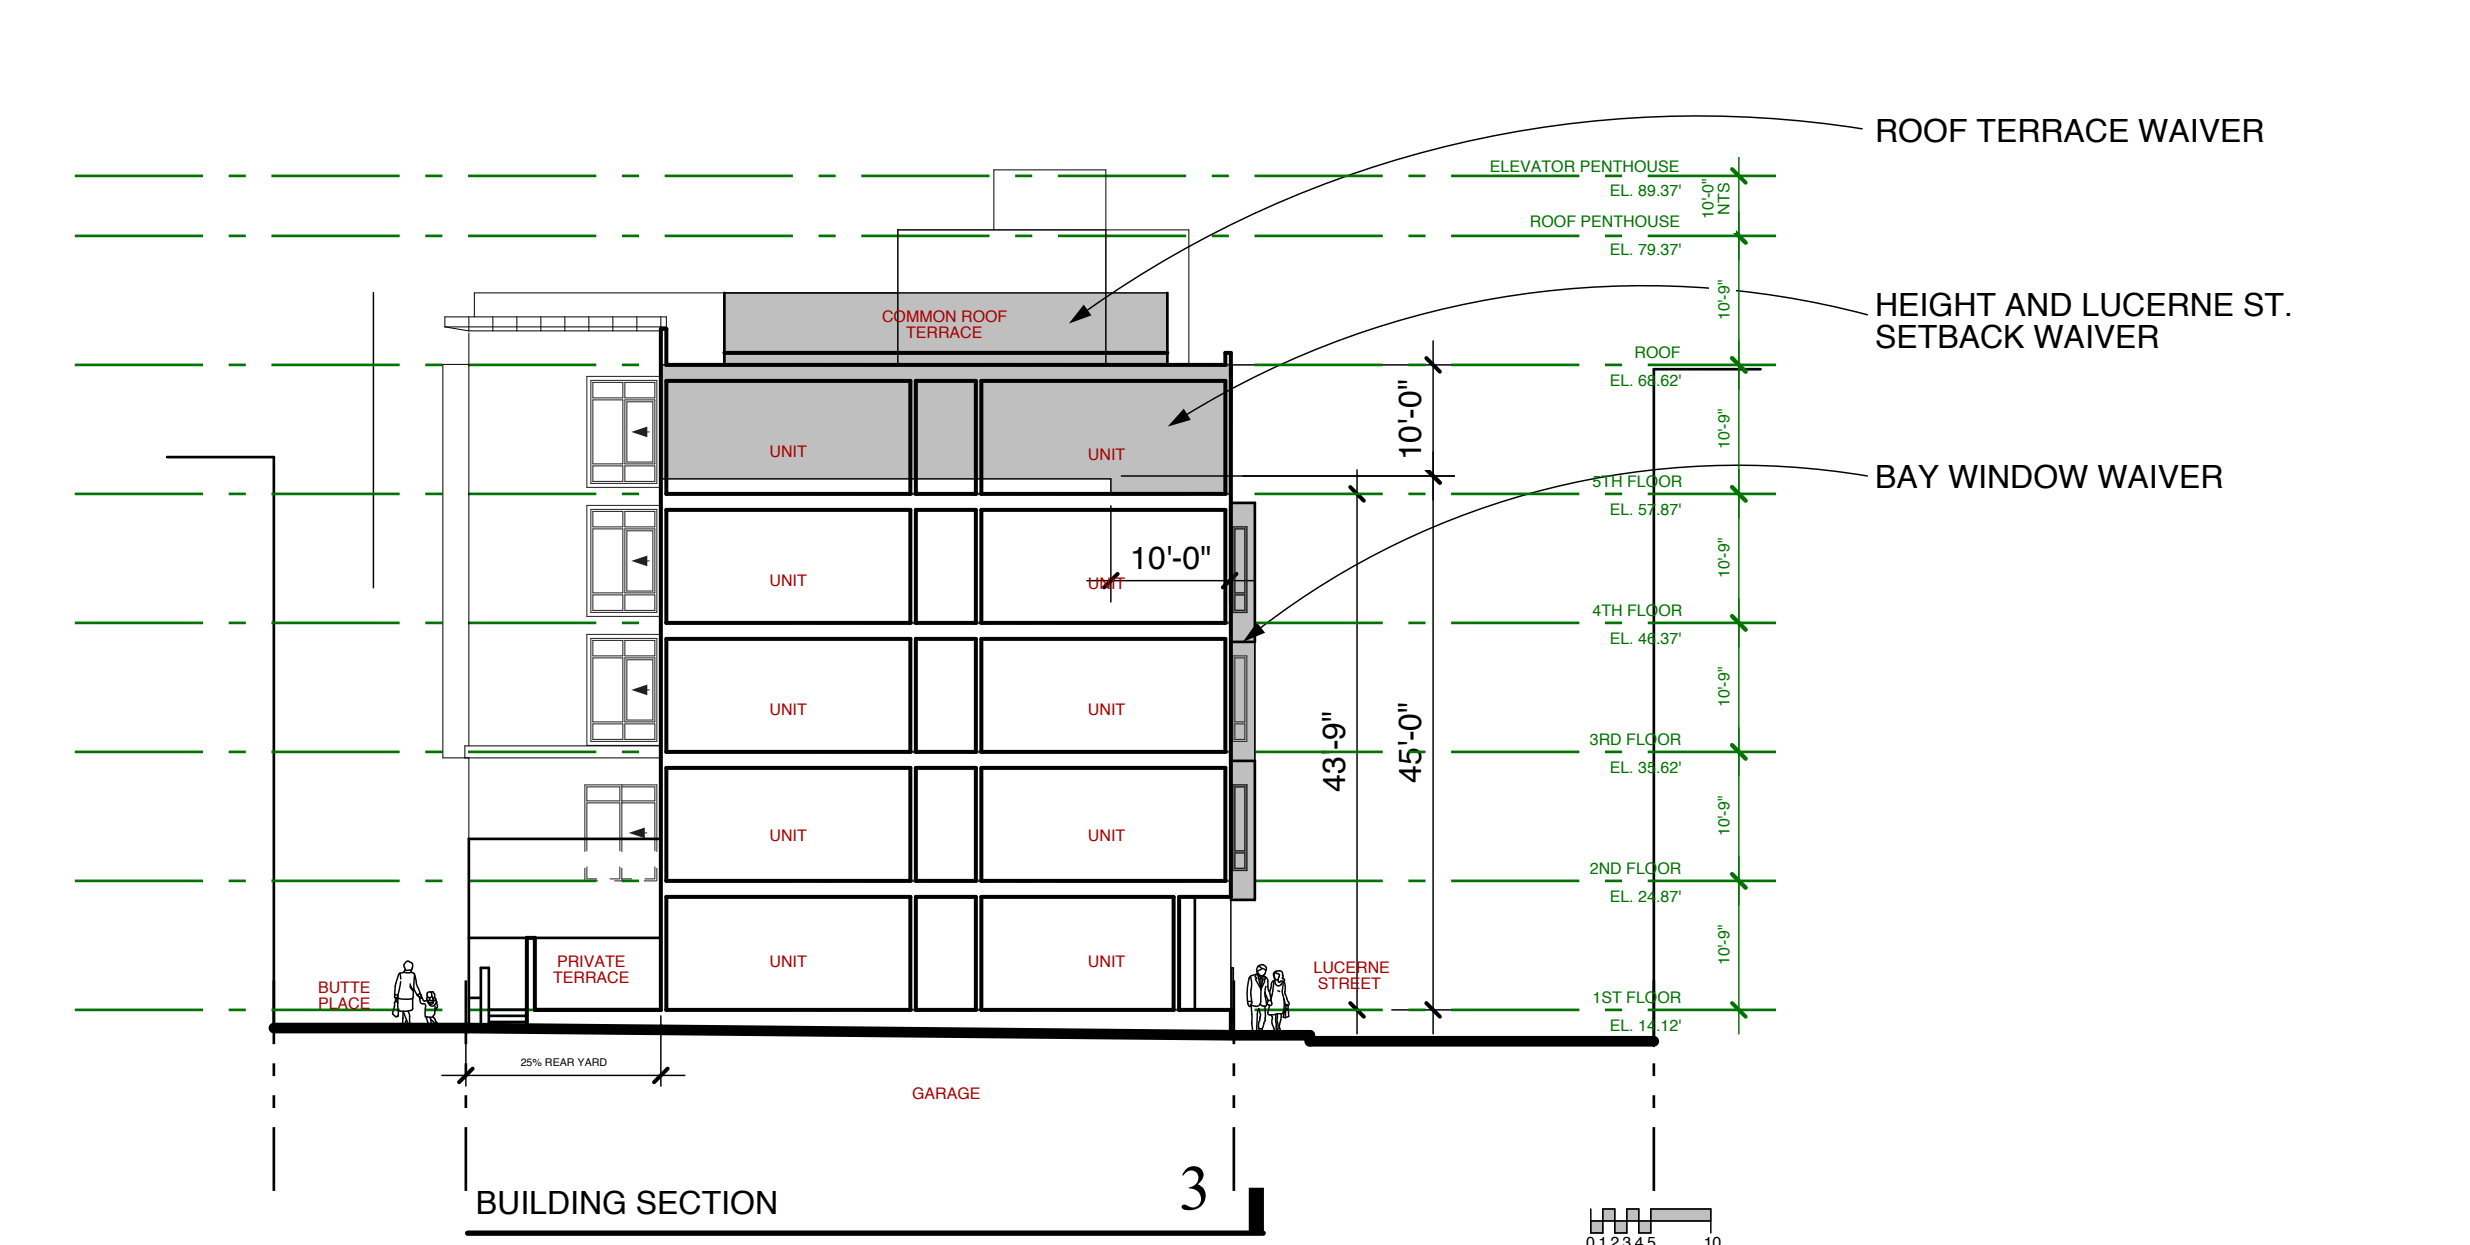 ROOF TERRACE WAIVER
ELEVATOR PENTHOUSE
EL. 89.37'
10'-0"
NTS
ROOF PENTHOUSE
EL. 79.37'
10'-9"
HEIGHT AND LUCERNE ST.
SETBACK WAIVER
COMMON ROOF
TERRACE
ROOF
EL. 68.62'
10'-0"
10'-9"
UNIT
UNIT
BAY WINDOW WAIVER
5TH FLOOR
EL. 57.87'
10'-0"
10'-9"
UNIT
UNIT
4TH FLOOR
EL. 46.37'
10'-9"
UNIT
UNIT
43'-9"
45'-0"
3RD FLOOR
EL. 35.62'
10'-9"
UNIT
UNIT
2ND FLOOR
EL. 24.87'
10'-9"
PRIVATE
TERRACE
UNIT
UNIT
LUCERNE
STREET
BUTTE
PLACE
1ST FLOOR
EL. 14.12'
25% REAR YARD
GARAGE
BUILDING SECTION
3
0 1 2 3 4 5 10